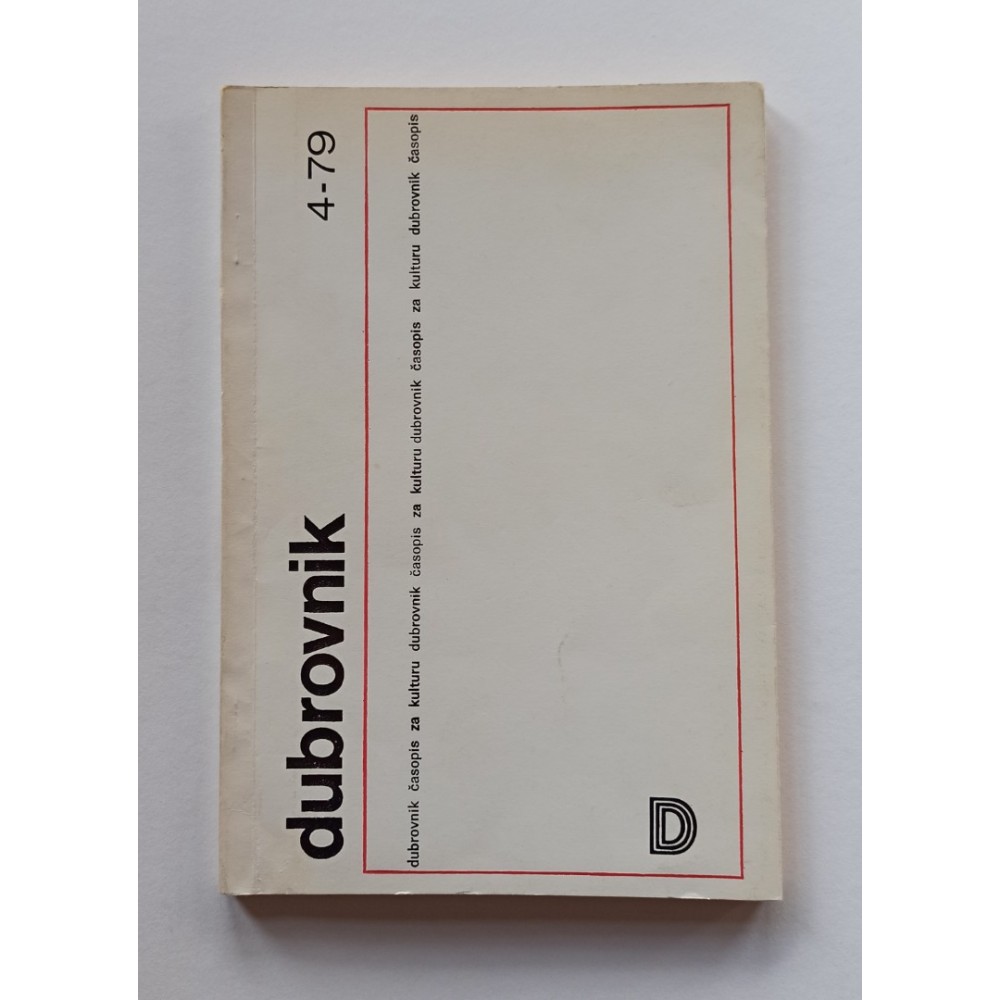 dubrovnik 4-79
dubrovnik časopis za kulturu dubrovnik časopis za kulturu dubrovnik časopis za kulturu dubrovnik časopis
D